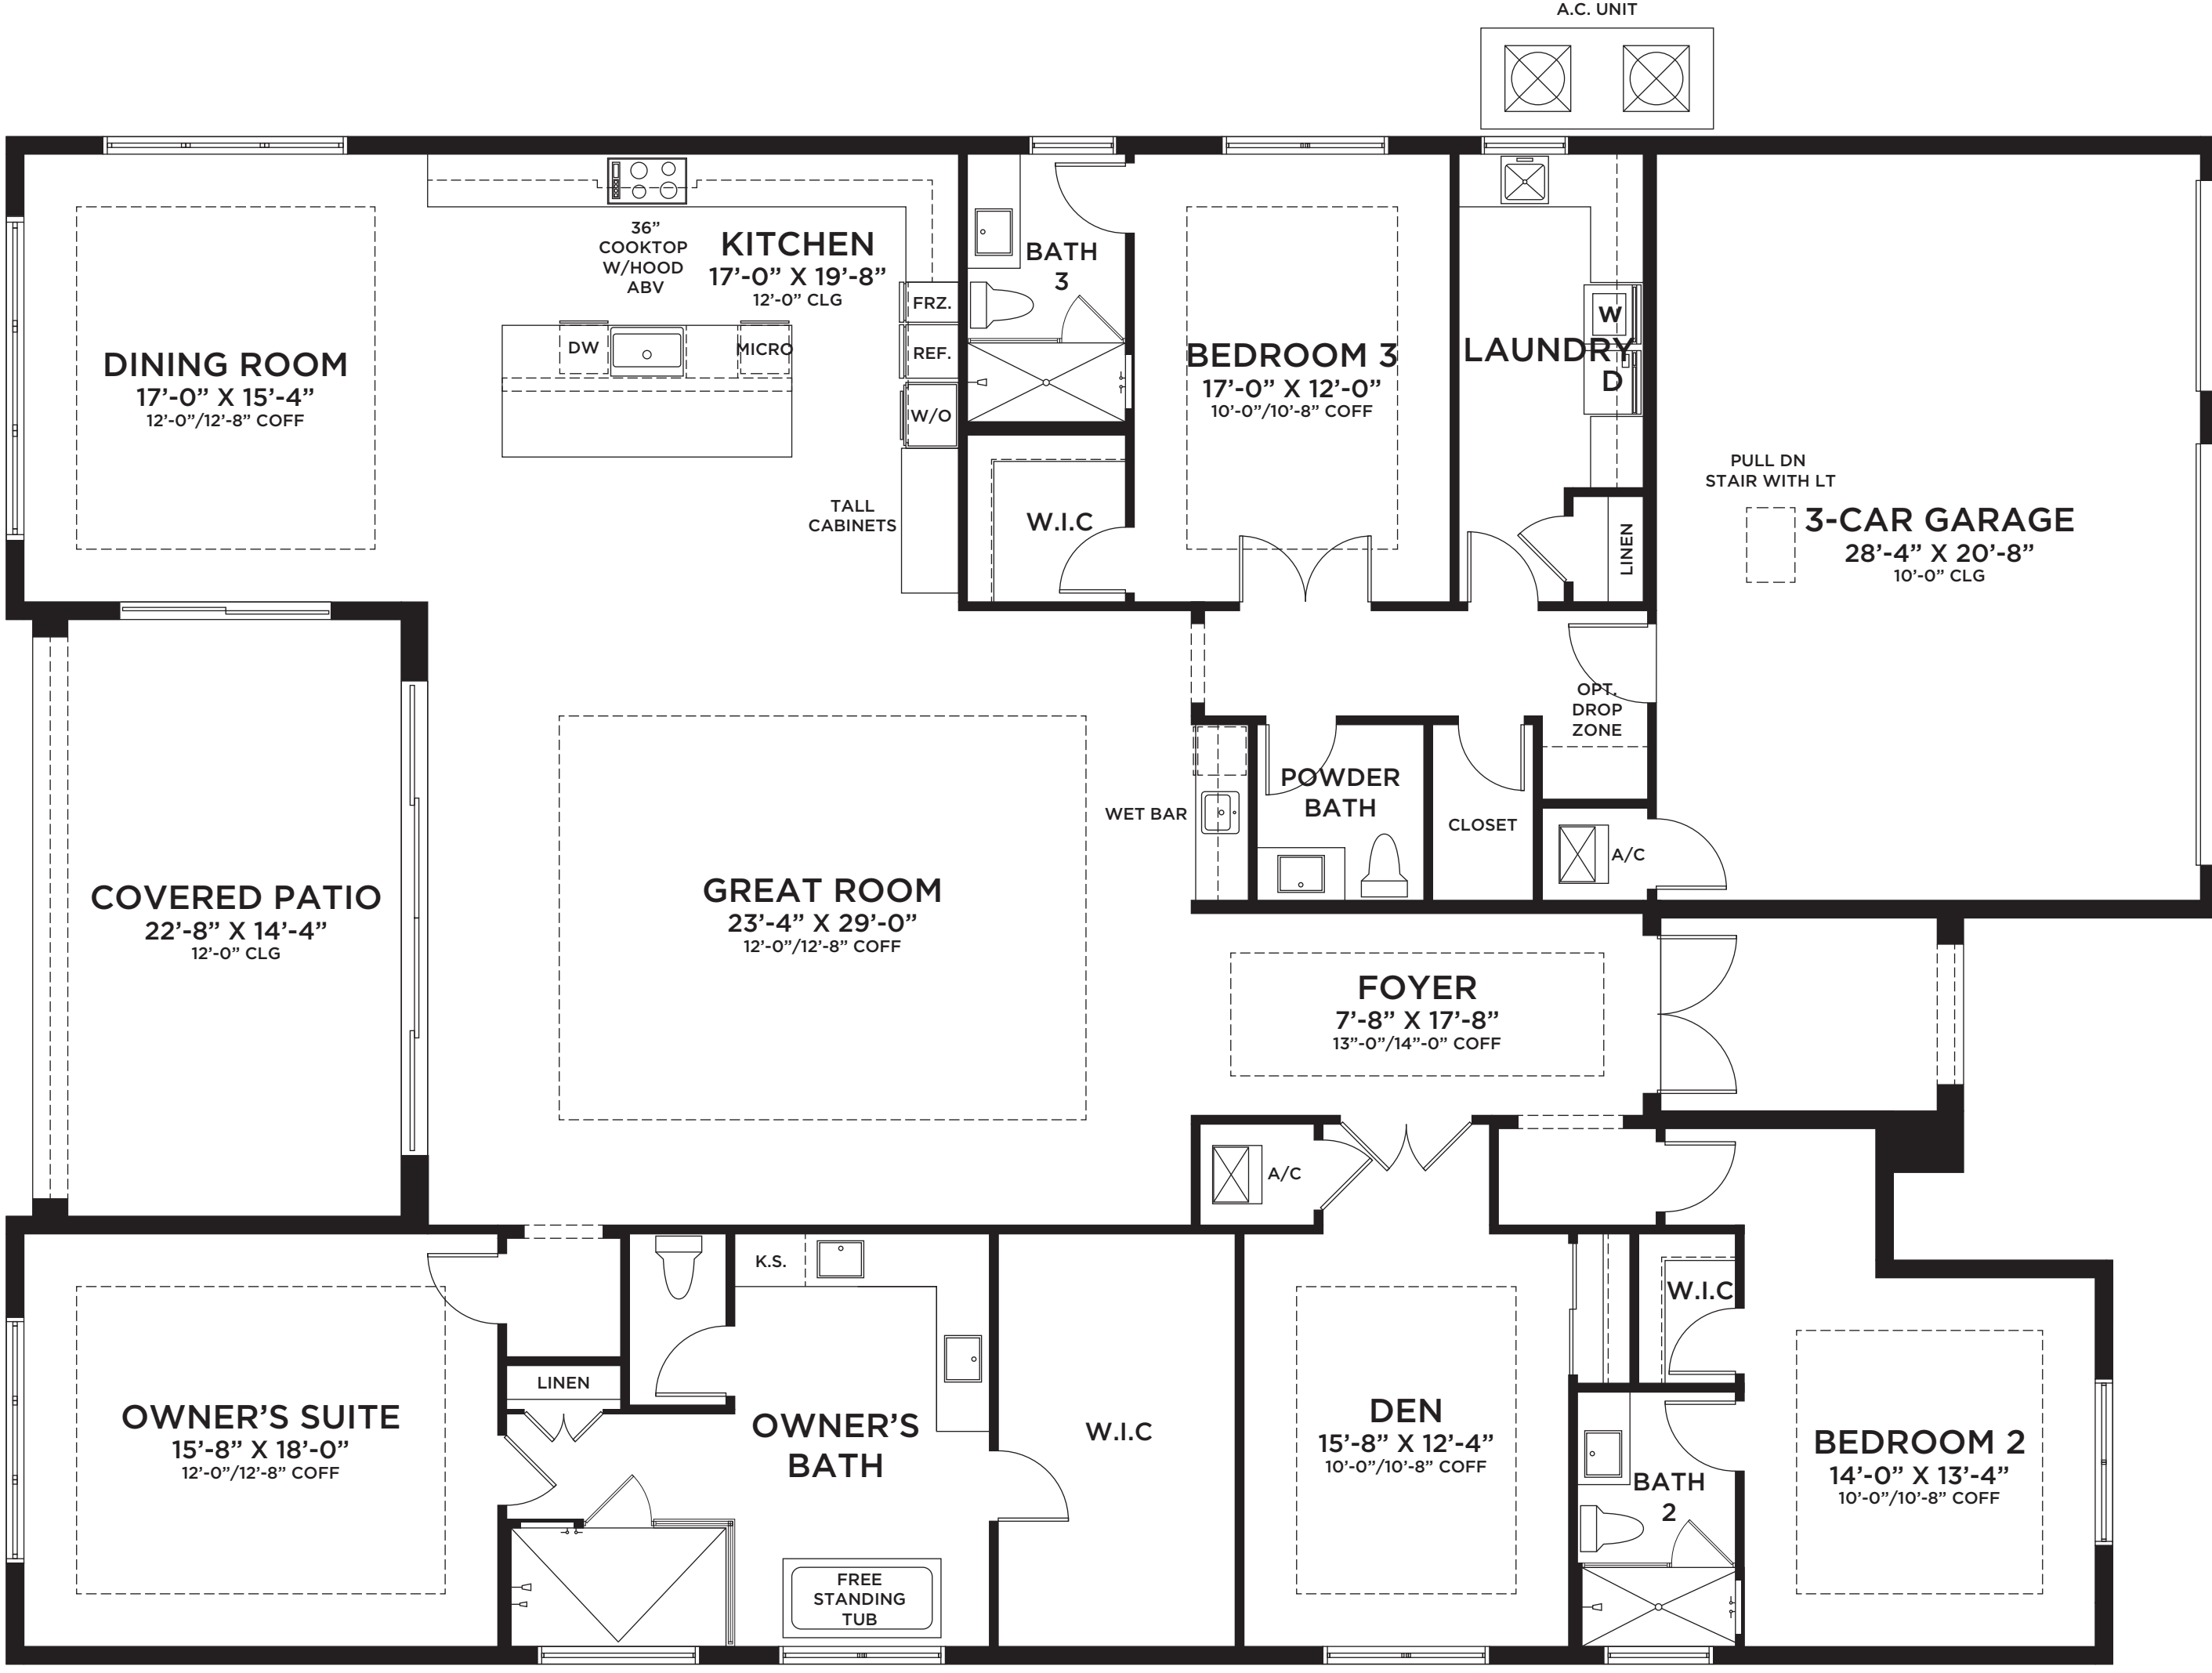 A.C. UNIT
36”
COOKTOP
W/HOOD
ABV
KITCHEN
17’-0” X 19’-8”
12’-0” CLG
FRZ.
REF.
W/O
DW
MICRO
TALL
CABINETS
DINING ROOM
17’-0” X 15’-4”
12’-0”/12’-8” COFF
BATH
3
W.I.C
BEDROOM 3
17’-0” X 12’-0”
10’-0”/10’-8” COFF
LAUNDRY
W
D
LINEN
PULL DN
STAIR WITH LT
3-CAR GARAGE
28’-4” X 20’-8”
10’-0” CLG
OPT.
DROP
ZONE
POWDER
BATH
WET BAR
CLOSET
A/C
COVERED PATIO
22’-8” X 14’-4”
12’-0” CLG
GREAT ROOM
23’-4” X 29’-0”
12’-0”/12’-8” COFF
FOYER
7’-8” X 17’-8”
13”-0”/14”-0” COFF
A/C
K.S.
LINEN
OWNER’S SUITE
15’-8” X 18’-0”
12’-0”/12’-8” COFF
OWNER’S
BATH
FREE
STANDING
TUB
W.I.C
DEN
15’-8” X 12’-4”
10’-0”/10’-8” COFF
W.I.C
BATH
2
BEDROOM 2
14’-0” X 13’-4”
10’-0”/10’-8” COFF